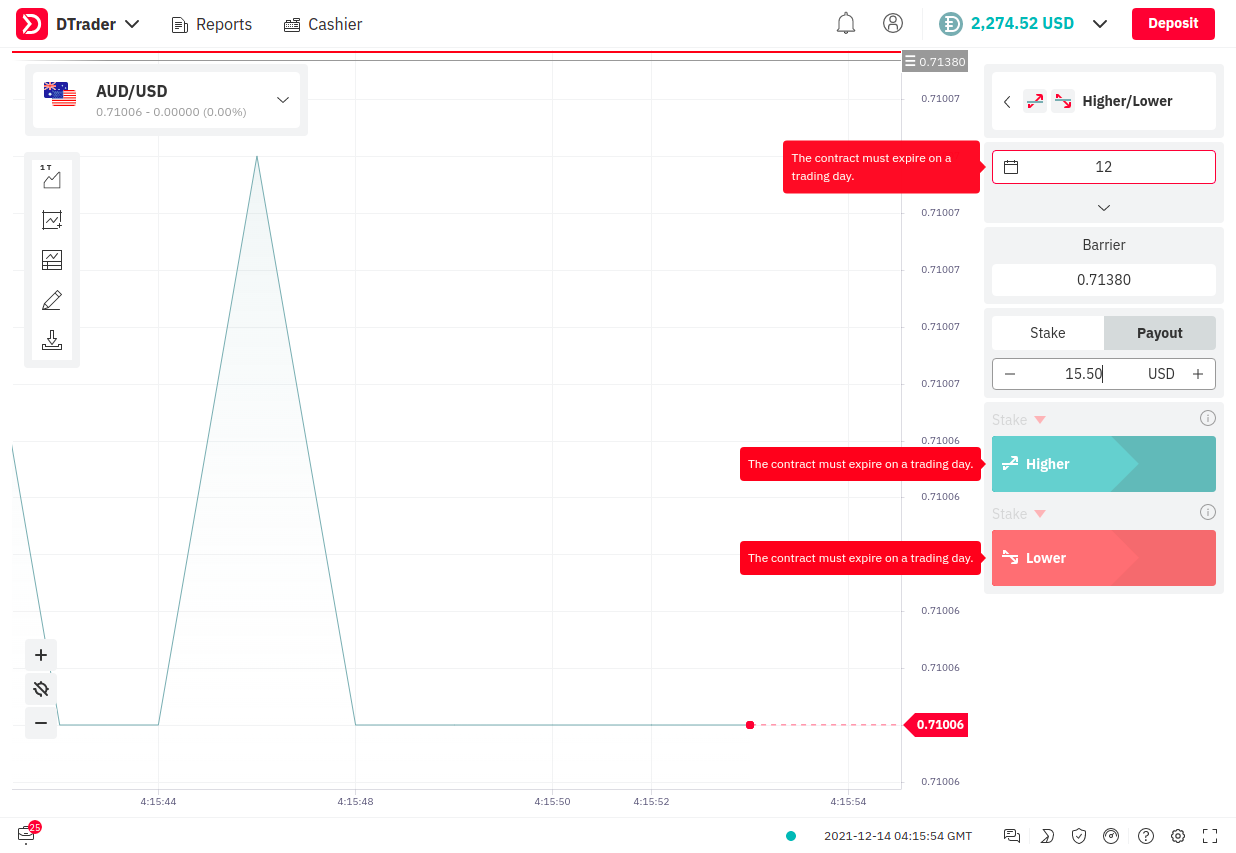 DTrader
Reports
Cashier
2,274.52 USD
Deposit
AUD/USD
0.71006 - 0.00000 (0.00%)
1 T
0.71380
0.71007
0.71007
0.71007
0.71007
0.71007
0.71006
0.71006
0.71006
0.71006
0.71006
0.71006
4:15:44
4:15:48
4:15:50
4:15:52
4:15:54
Higher/Lower
The contract must expire on a
trading day.
12
Barrier
0.71380
Stake
Payout
15.50
USD
Stake
The contract must expire on a trading day.
Higher
Stake
The contract must expire on a trading day.
Lower
25
2021-12-14 04:15:54 GMT